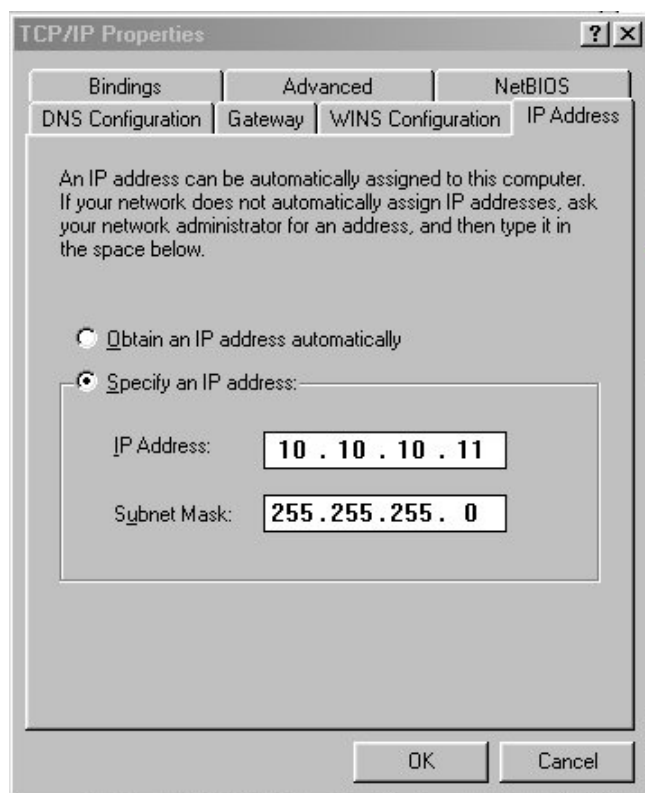 TCP/IP Properties
Bindings Advanced NetBIOS
DNS Configuration Gateway WINS Configuration IP Address
An IP address can be automatically assigned to this computer.
If your network does not automatically assign IP addresses, ask
your network administrator for an address, and then type it in
the space below.
Obtain an IP address automatically
Specify an IP address:
IP Address: 10 . 10 . 10 . 11
Subnet Mask: 255 . 255 . 255 . 0
OK Cancel